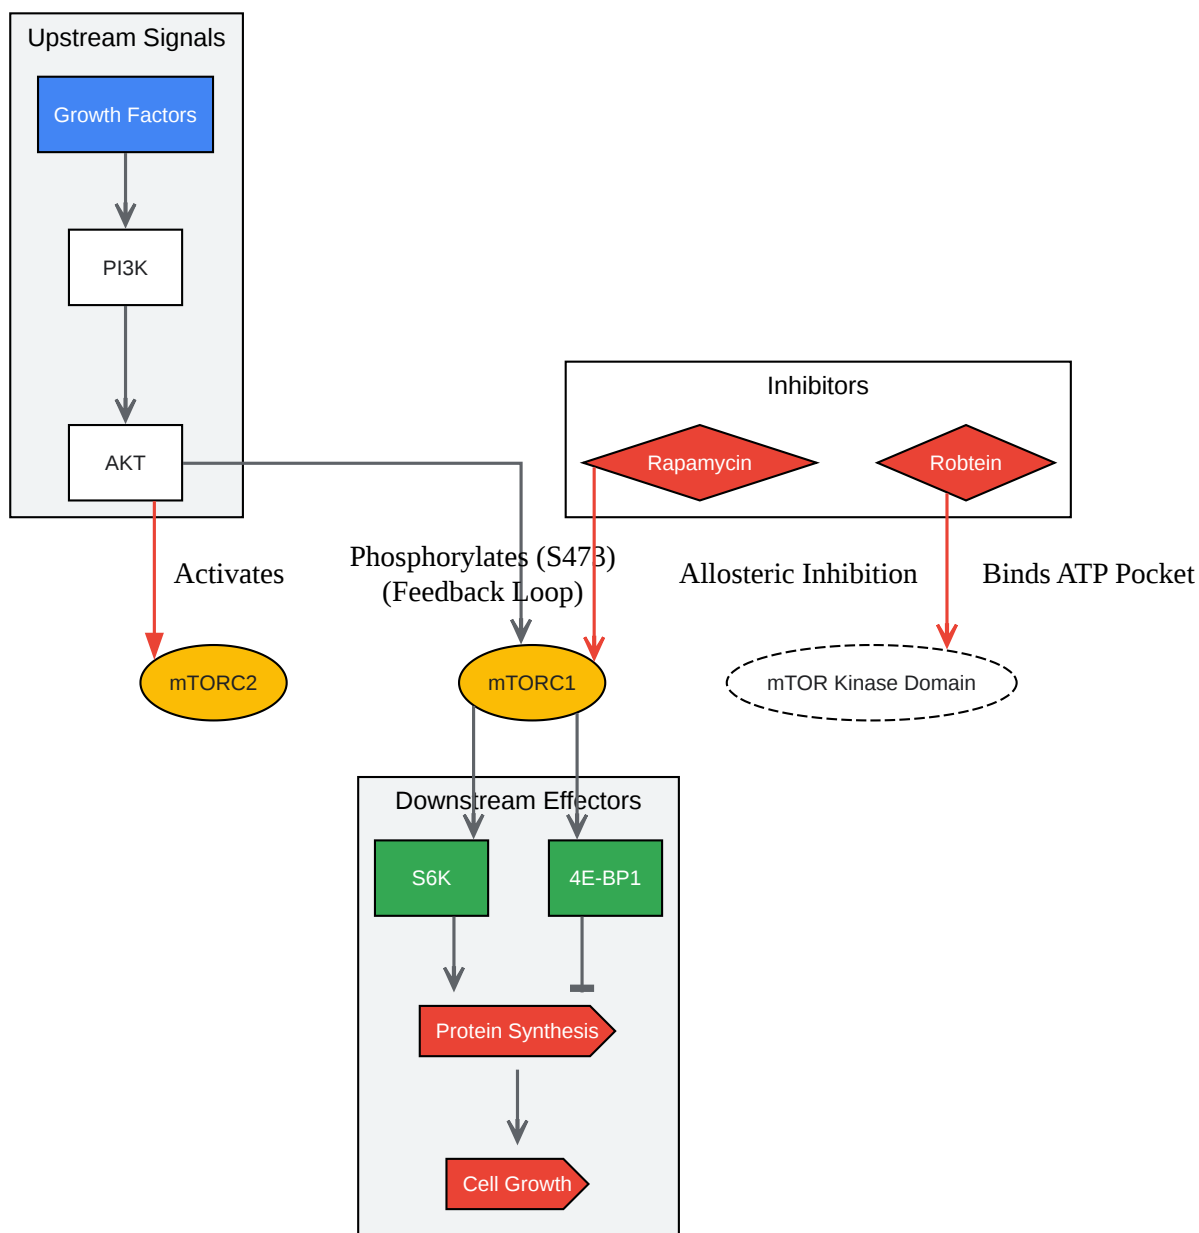 Upstream Signals
Growth Factors
PI3K
AKT
Inhibitors
Rapamycin
Robtein
Activates
Phosphorylates (S473)
(Feedback Loop)
Allosteric Inhibition
Binds ATP Pocket
mTORC2
mTORC1
mTOR Kinase Domain
Downstream Effectors
S6K
4E-BP1
Protein Synthesis
Cell Growth